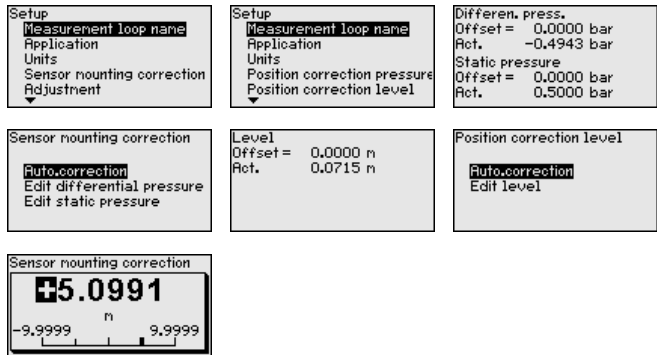 Setup
Measurement loop name
Application
Units
Sensor mounting correction
Adjustment
Setup
Measurement loop name
Application
Units
Position correction pressure
Position correction level
Differen. press.
Offset = 0.0000 bar
Act. -0.4943 bar
Static pressure
Offset = 0.0000 bar
Act. 0.5000 bar
Sensor mounting correction
Auto.correction
Edit differential pressure
Edit static pressure
Level
Offset = 0.0000 m
Act. 0.0715 m
Position correction level
Auto.correction
Edit level
Sensor mounting correction
+5.0991
m
-9.9999 9.9999